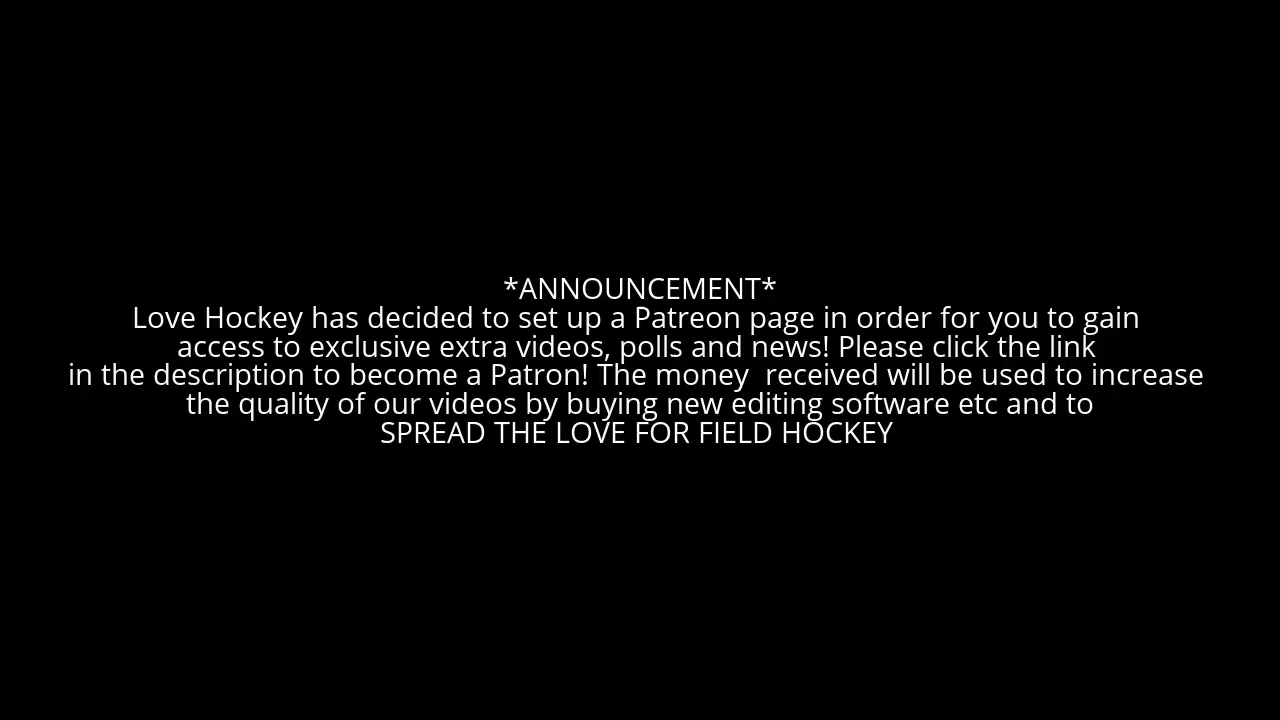 *ANNOUNCEMENT*
Love Hockey has decided to set up a Patreon page in order for you to gain
access to exclusive extra videos, polls and news! Please click the link
in the description to become a Patron! The money  received will be used to increase
the quality of our videos by buying new editing software etc and to
SPREAD THE LOVE FOR FIELD HOCKEY